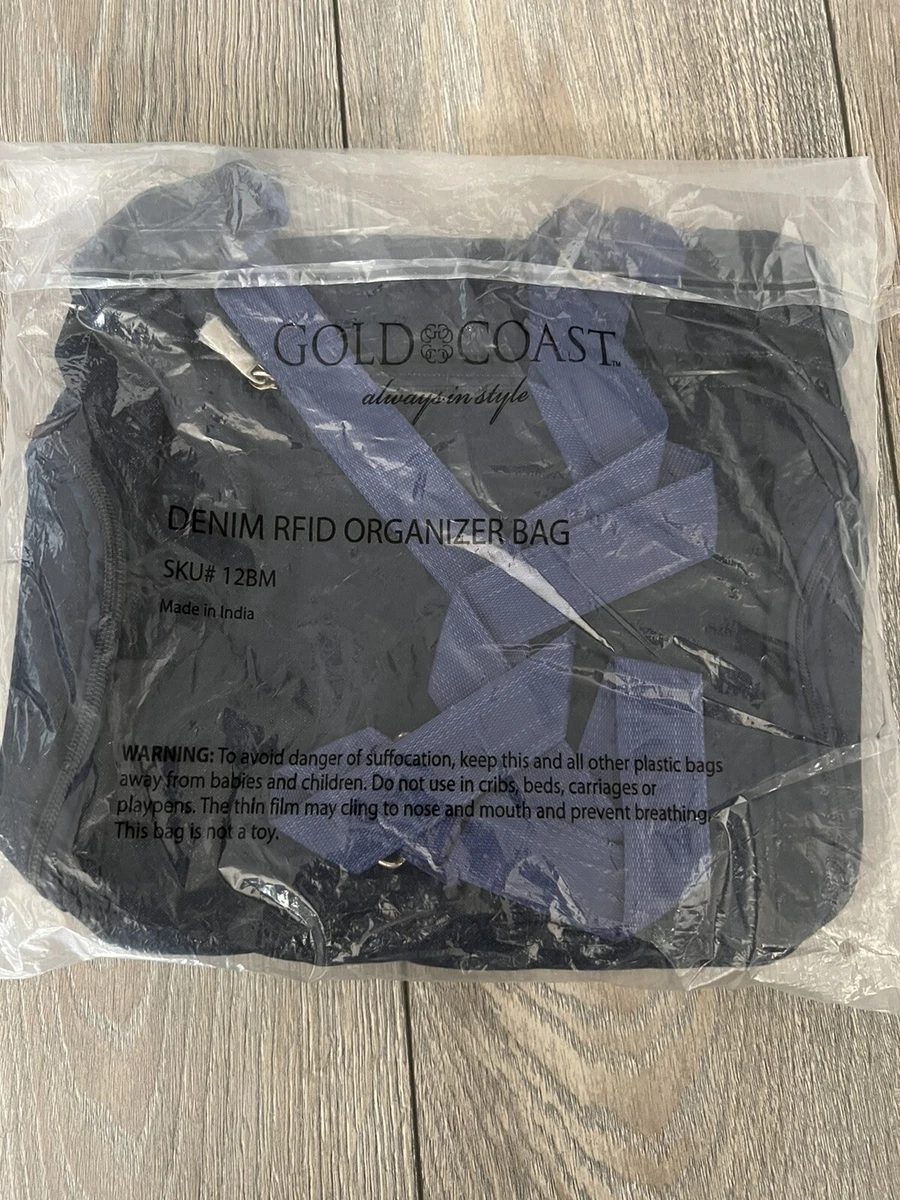 GOLD COAST™
always in style
DENIM RFID ORGANIZER BAG
SKU# 12BM
Made in India
WARNING: To avoid danger of suffocation, keep this and all other plastic bags
away from babies and children. Do not use in cribs, beds, carriages or
playpens. The thin film may cling to nose and mouth and prevent breathing.
This bag is not a toy.